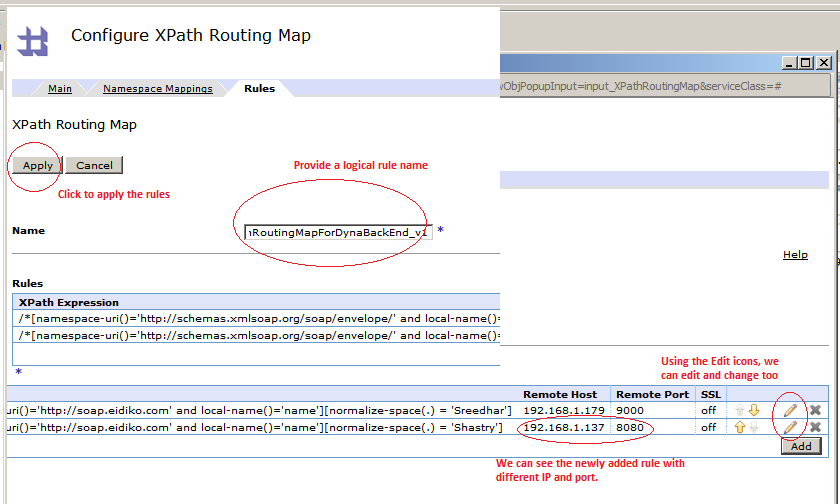 Configure XPath Routing Map
wObjPopupInput=input_XPathRoutingMap&serviceClass=#
Main Namespace Mappings Rules
XPath Routing Map
Apply Cancel
Provide a logical rule name
Click to apply the rules
Name RoutingMapForDynaBackEnd_v1 *
Help
Rules
XPath Expression
/*[namespace-uri()='http://schemas.xmlsoap.org/soap/envelope/' and local-name()=
/*[namespace-uri()='http://schemas.xmlsoap.org/soap/envelope/' and local-name()=
*
Using the Edit icons, we
can edit and change too
Remote Host Remote Port SSL
uri()='http://soap.eidiko.com' and local-name()='name'][normalize-space(.) = 'Sreedhar'] 192.168.1.179 9000 off
uri()='http://soap.eidiko.com' and local-name()='name'][normalize-space(.) = 'Shastry'] 192.168.1.137 8080 off
Add
We can see the newly added rule with
different IP and port.